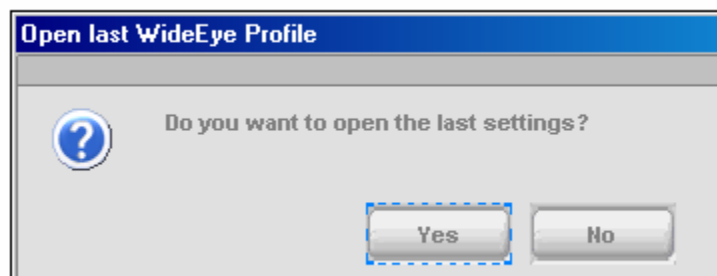 Open last WideEye Profile
Do you want to open the last settings?
Yes No